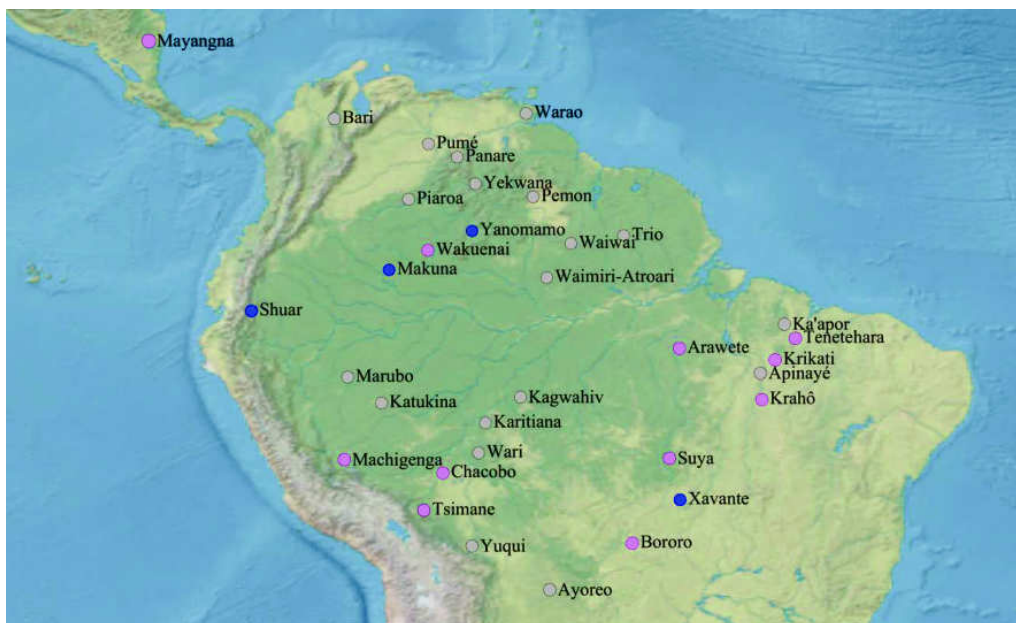 Mayangna
Bari
Warao
Pumé
Panare
Yekwana
Piaroa
Pemon
Yanomamo
Trio
Waiwai
Wakuenai
Makuna
Waimiri-Atroari
Shuar
Ka'apor
Tenetehara
Arawete
Krikati
Marubo
Apinayé
Katukina
Kagwahiv
Krahô
Karitiana
Wari
Machigenga
Suya
Chacobo
Xavante
Tsimane
Yuqui
Bororo
Ayoreo